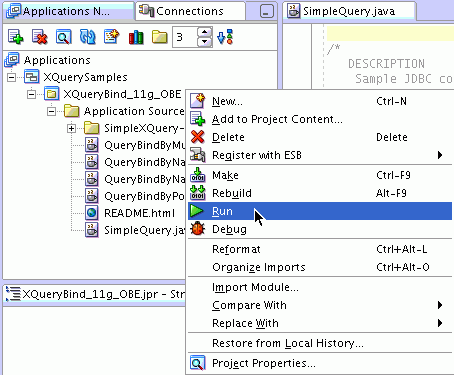 Applications N...
Connections
SimpleQuery.java
3
Applications
XQuerySamples
XQueryBind_11g_OBE
Application Source
SimpleXQuery-
QueryBindByMu
QueryBindByNa
QueryBindByNa
QueryBindByPo
README.html
SimpleQuery.jav
/*
DESCRIPTION
Sample JDBC co
New... Ctrl-N
Add to Project Content...
Delete Delete
Register with ESB
Make Ctrl-F9
Rebuild Alt-F9
Run
Debug
Reformat Ctrl+Alt-L
Organize Imports Ctrl+Alt-O
Import Module...
Compare With
Replace With
Restore from Local History...
Project Properties...
XQueryBind_11g_OBE.jpr - Str